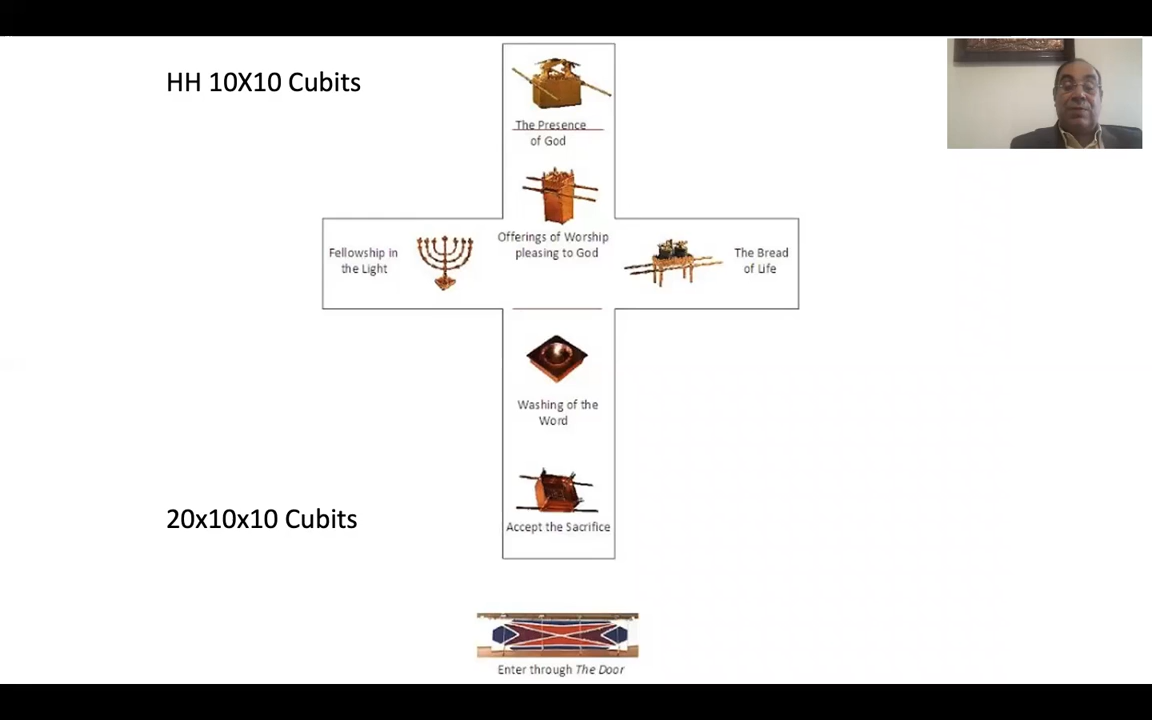 HH 10X10 Cubits
The Presence
of God
Offerings of Worship
pleasing to God
Fellowship in
the Light
The Bread
of Life
Washing of the
Word
Accept the Sacrifice
20x10x10 Cubits
Enter through The Door